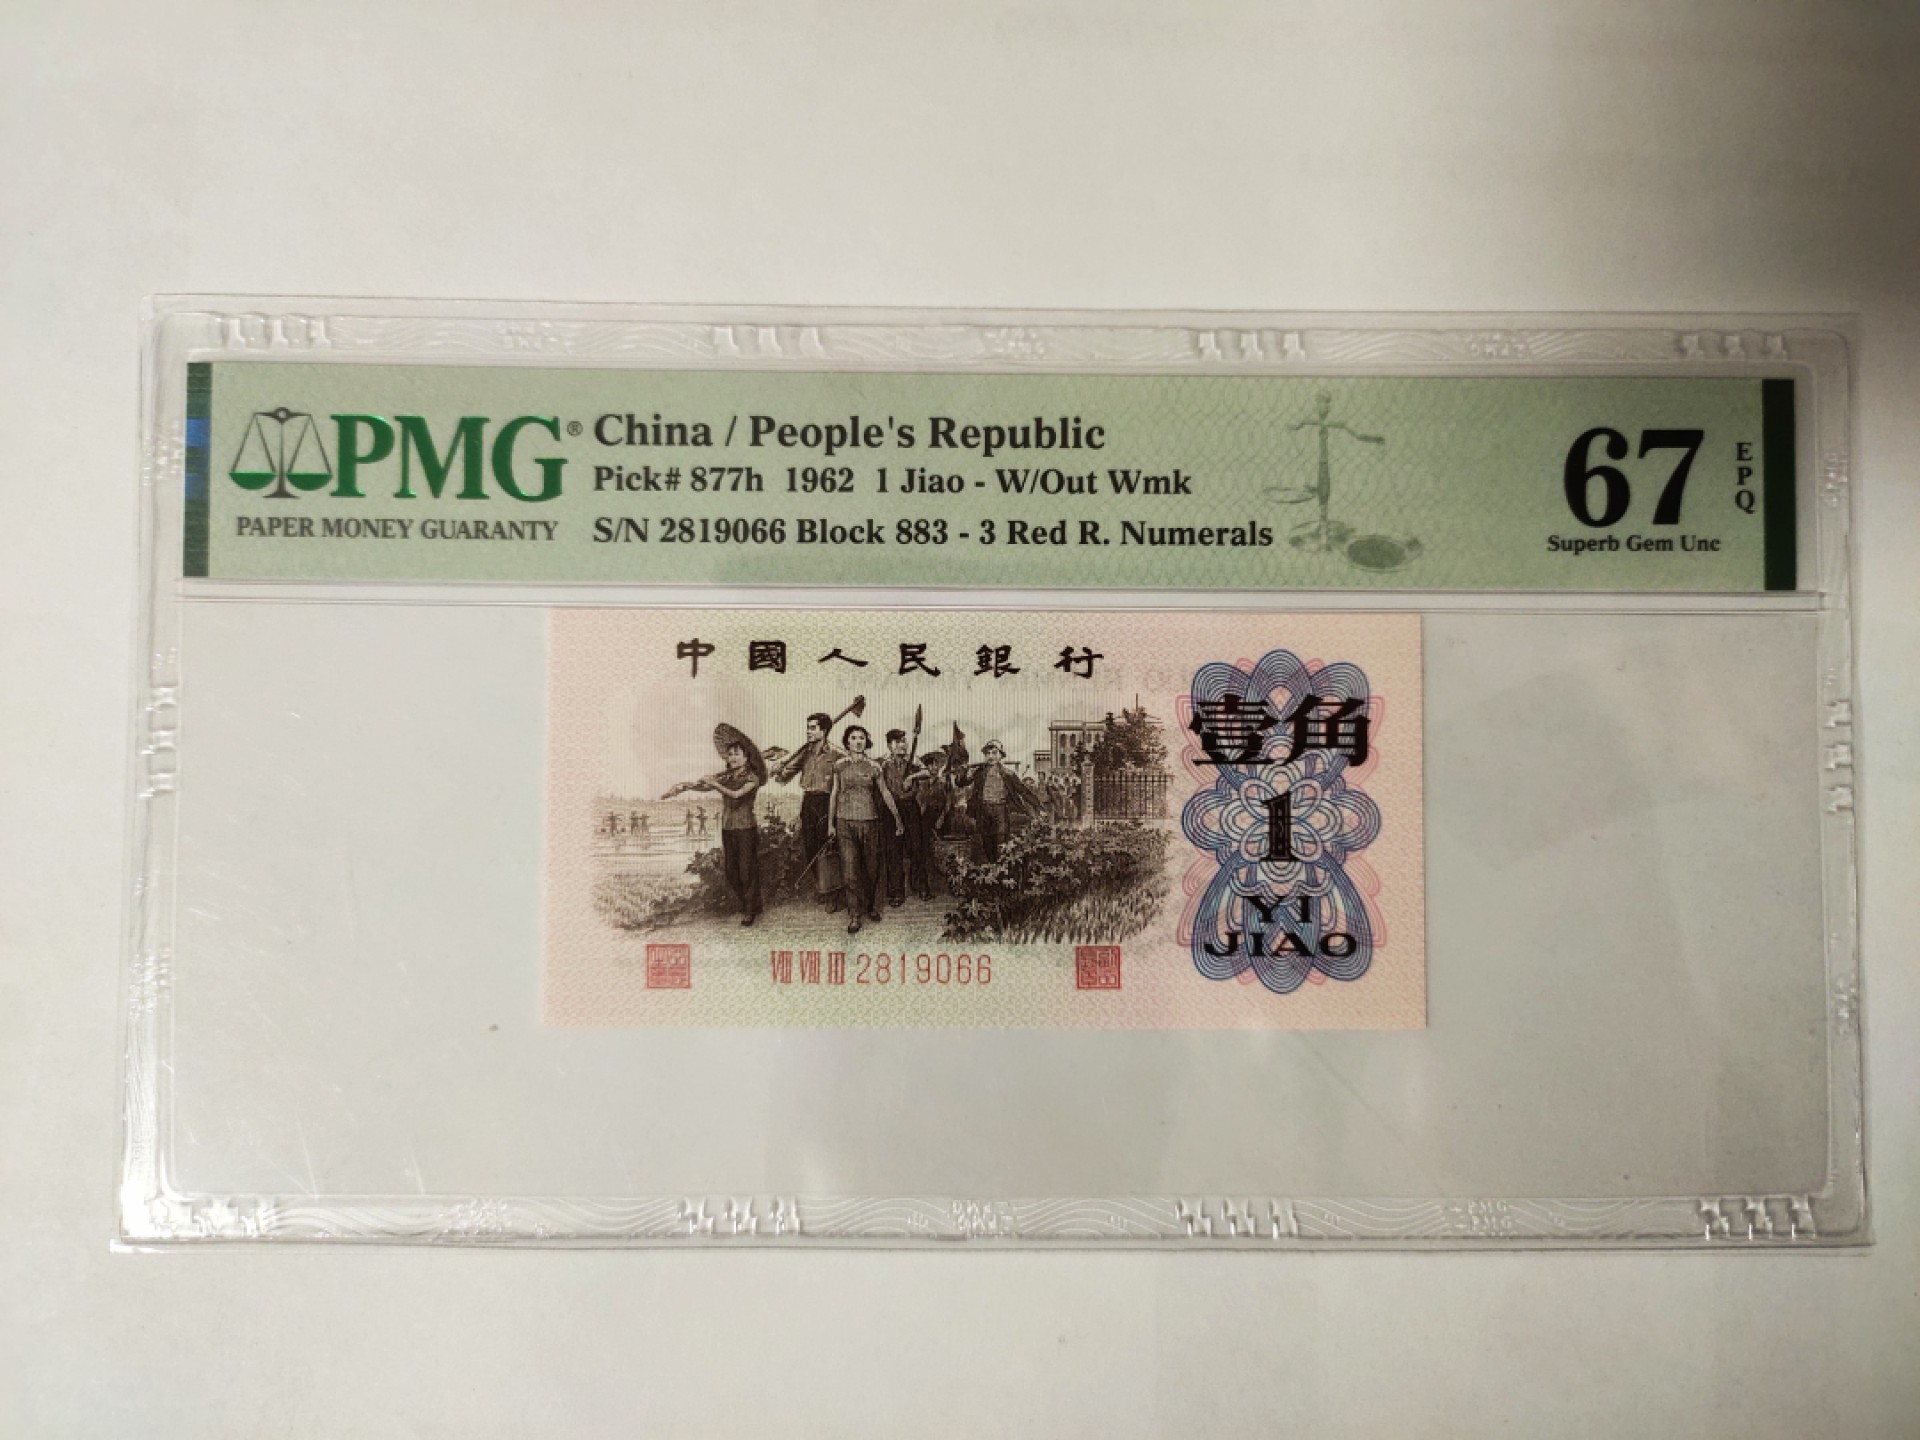 PMG®
PAPER MONEY GUARANTY
China / People's Republic
Pick# 877h 1962 1 Jiao - W/Out Wmk
S/N 2819066 Block 883 - 3 Red R. Numerals
67
EPQ
Superb Gem Unc
中國人民銀行
壹角
1
YI
JIAO
VIII VIII III 2819066